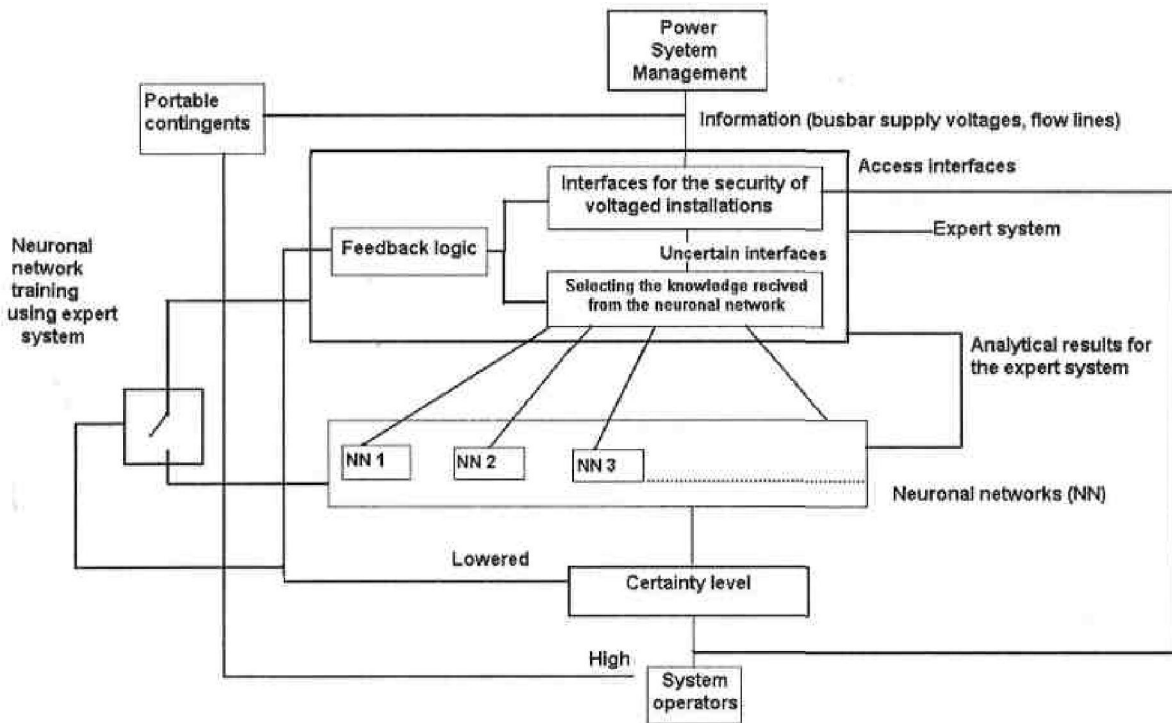 Power
Syetem
Management
Portable
contingents
Information (busbar supply voltages, flow lines)
Access interfaces
Interfaces for the security of
voltaged installations
Neuronal
network
training
using expert
system
Feedback logic
Expert system
Uncertain interfaces
Selecting the knowledge recived
from the neuronal network
Analytical results for
the expert system
NN 1
NN 2
NN 3
Neuronal networks (NN)
Lowered
Certainty level
High
System
operators